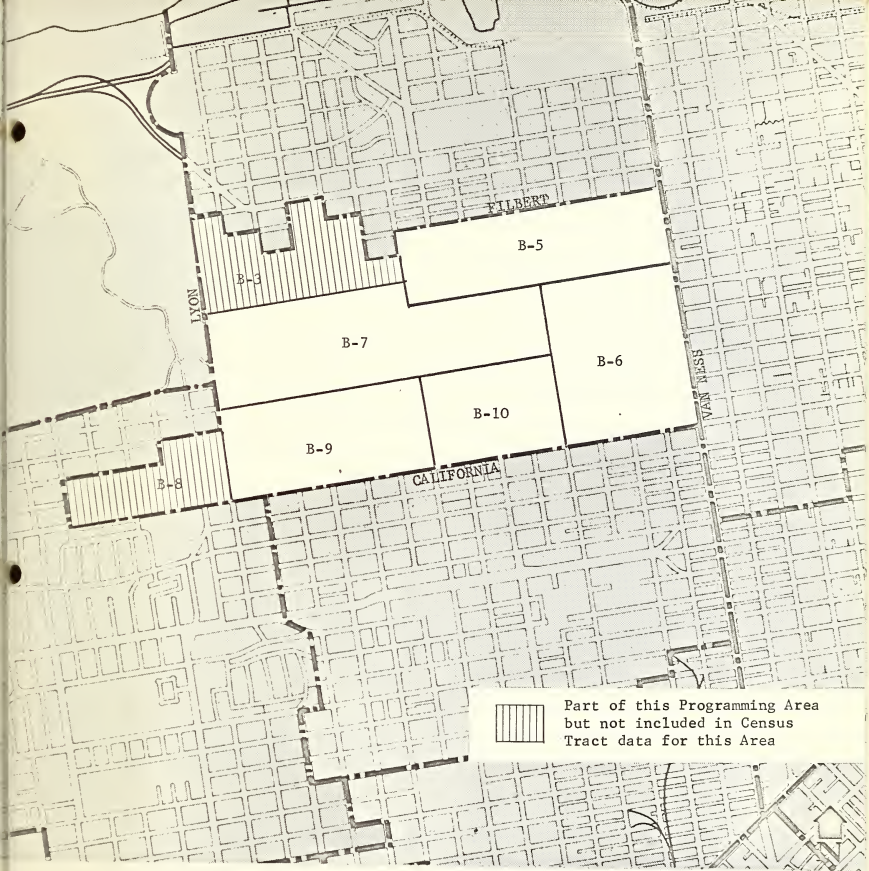 FILBERT
B-5
B-3
LYON
B-7
B-6
VAN NESS
B-10
B-9
CALIFORNIA
B-8
Part of this Programming Area
but not included in Census
Tract data for this Area